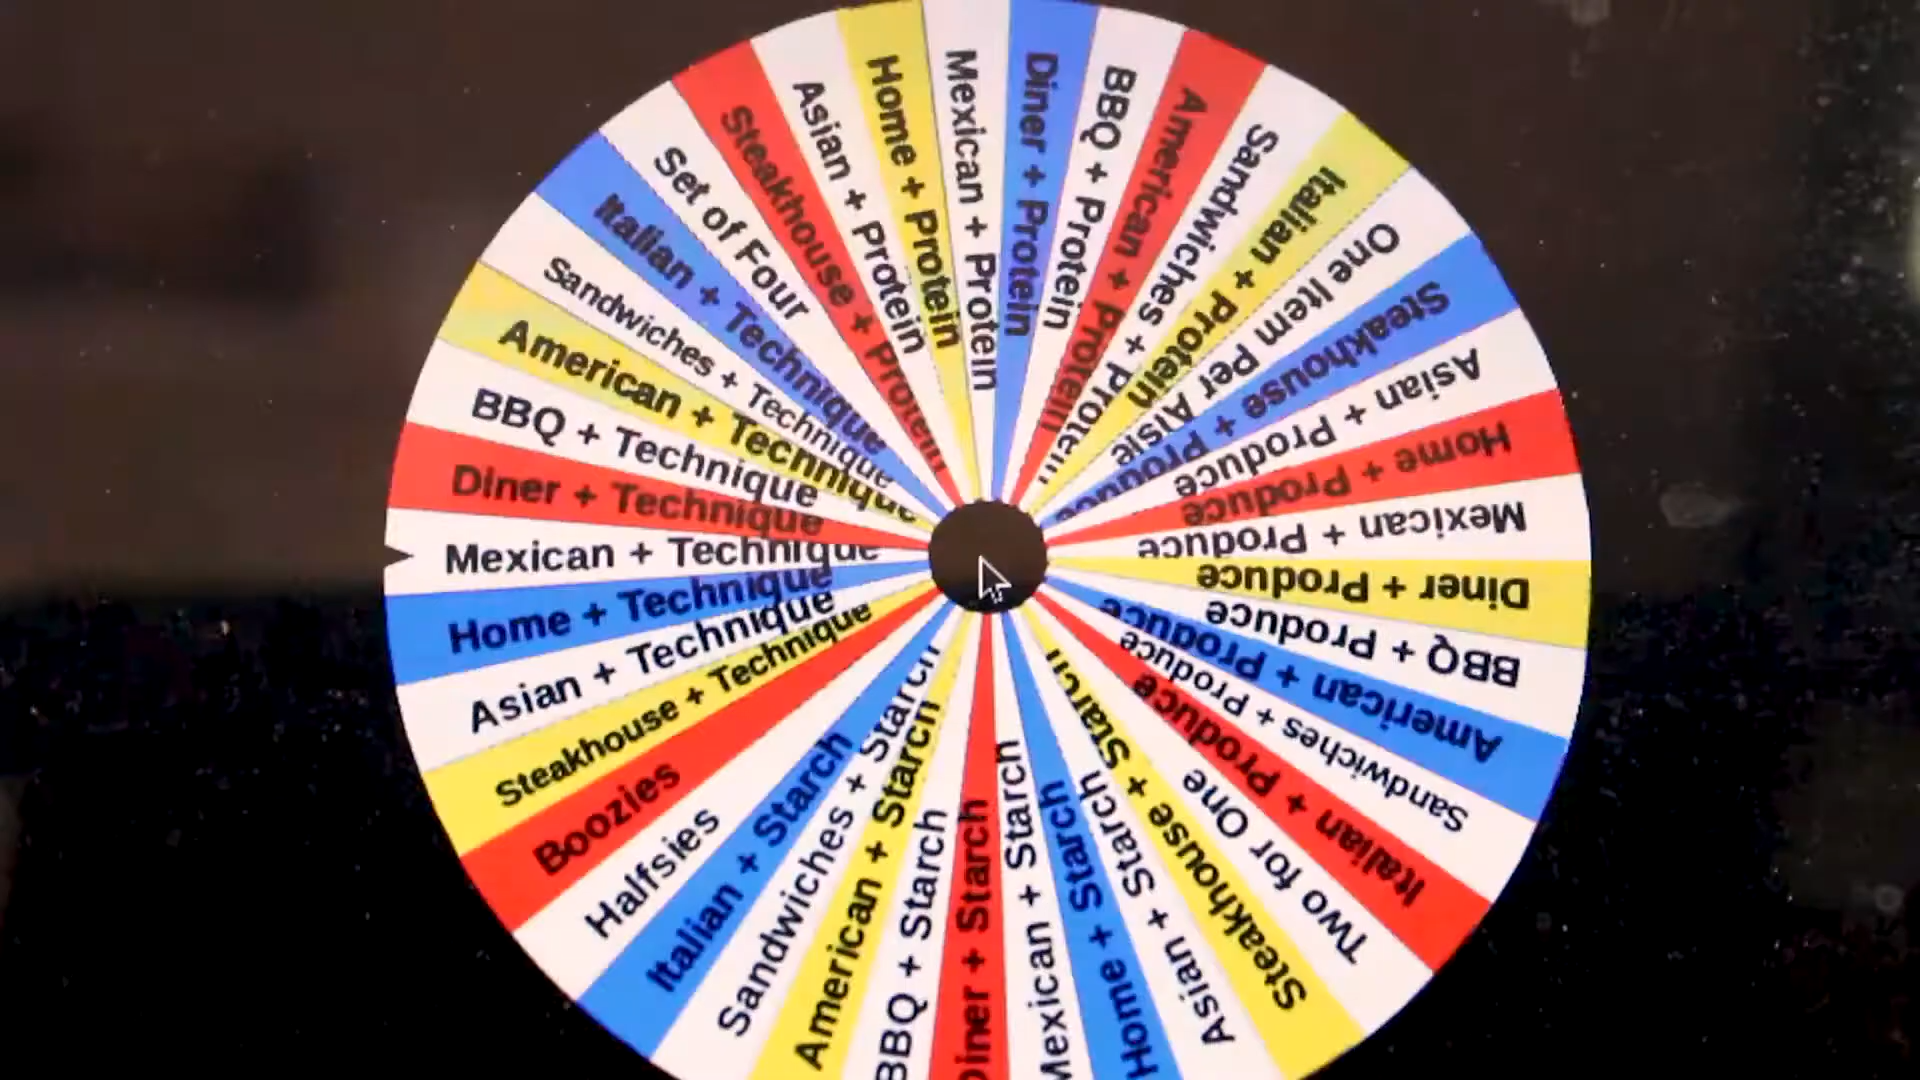 Mexican + Technique
Diner + Technique
BBQ + Technique
American + Technique
Sandwiches + Technique
Italian + Technique
Set of Four
Steakhouse + Protein
Asian + Protein
Home + Protein
Mexican + Protein
Diner + Protein
BBQ + Protein
American + Protein
Sandwiches + Protein
Italian + Protein
One Item Per Aisle
Steakhouse + Produce
Asian + Produce
Home + Produce
Mexican + Produce
Diner + Produce
BBQ + Produce
American + Produce
Sandwiches + Produce
Italian + Produce
Two for One
Steakhouse + Starch
Asian + Starch
Home + Starch
Mexican + Starch
Diner + Starch
BBQ + Starch
American + Starch
Sandwiches + Starch
Italian + Starch
Halfsies
Boozies
Steakhouse + Technique
Asian + Technique
Home + Technique